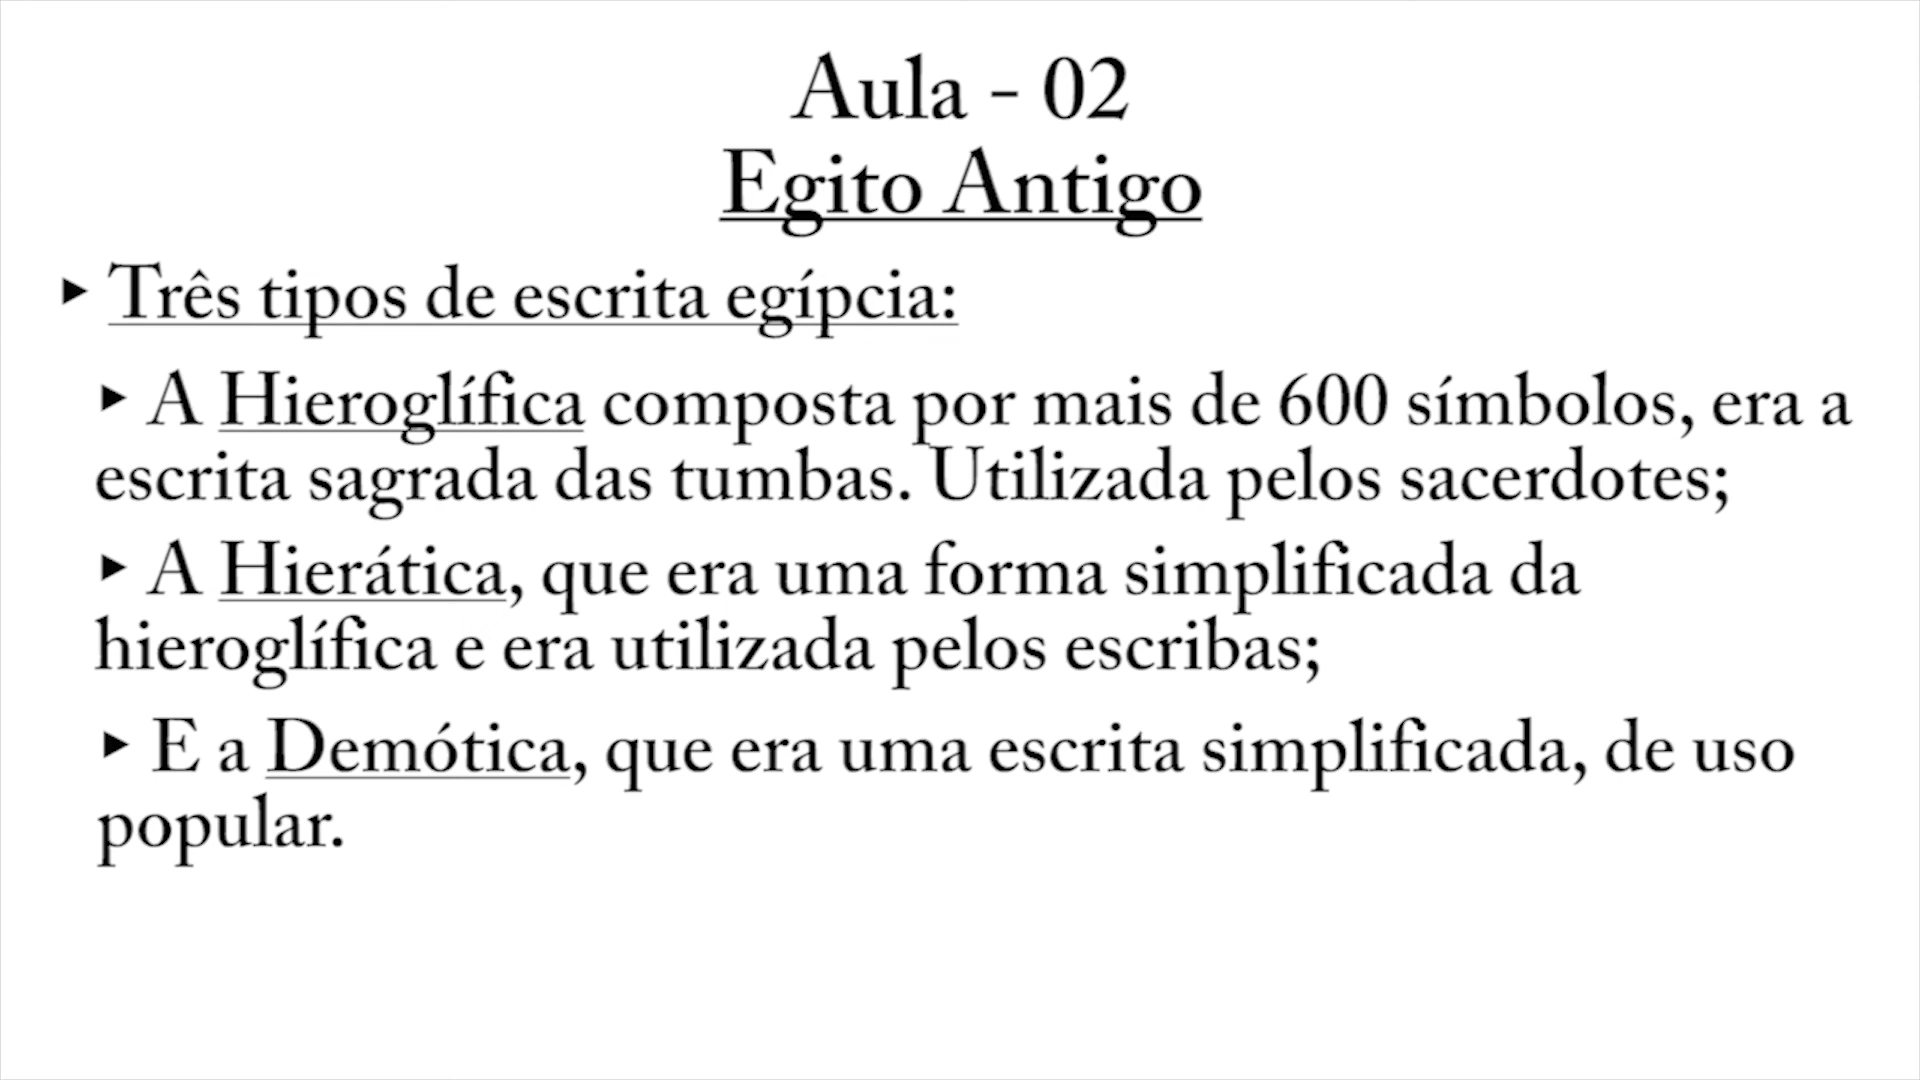 Aula - 02
Egito Antigo
‣ Três tipos de escrita egípcia:
‣ A Hieroglífica composta por mais de 600 símbolos, era a
escrita sagrada das tumbas. Utilizada pelos sacerdotes;
‣ A Hierática, que era uma forma simplificada da
hieroglífica e era utilizada pelos escribas;
‣ E a Demótica, que era uma escrita simplificada, de uso
popular.